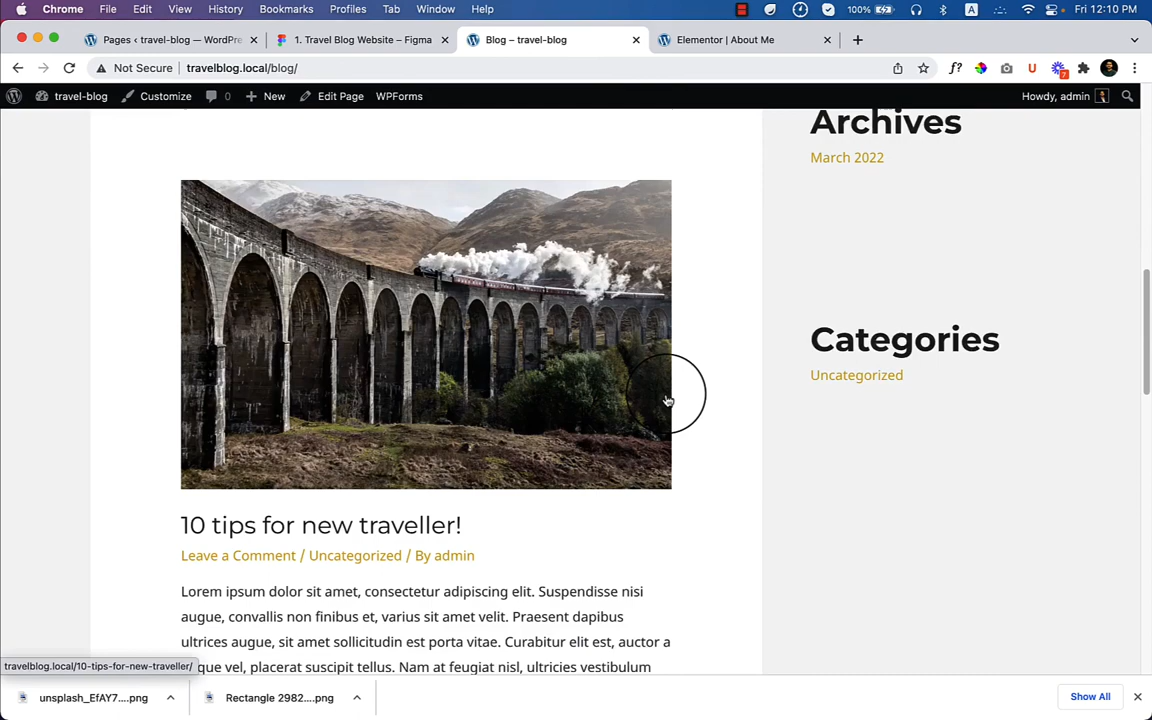 Chrome File Edit View History Bookmarks Profiles Tab Window Help 100% A Fri 12:10 PM
Pages ‹ travel-blog — WordPre
1. Travel Blog Website – Figma
Blog – travel-blog
Elementor | About Me
Not Secure travelblog.local/blog/
f? U 7
travel-blog Customize 0 New Edit Page WPForms Howdy, admin
Archives
March 2022
Categories
Uncategorized
10 tips for new traveller!
Leave a Comment / Uncategorized / By admin
Lorem ipsum dolor sit amet, consectetur adipiscing elit. Suspendisse nisi
augue, convallis non finibus et, varius sit amet velit. Praesent dapibus
ultrices augue, sit amet sollicitudin est porta vitae. Curabitur elit est, auctor a
que vel, placerat suscipit tellus. Nam at feugiat nisl, ultricies vestibulum
travelblog.local/10-tips-for-new-traveller/
unsplash_EfAY7....png
Rectangle 2982....png
Show All